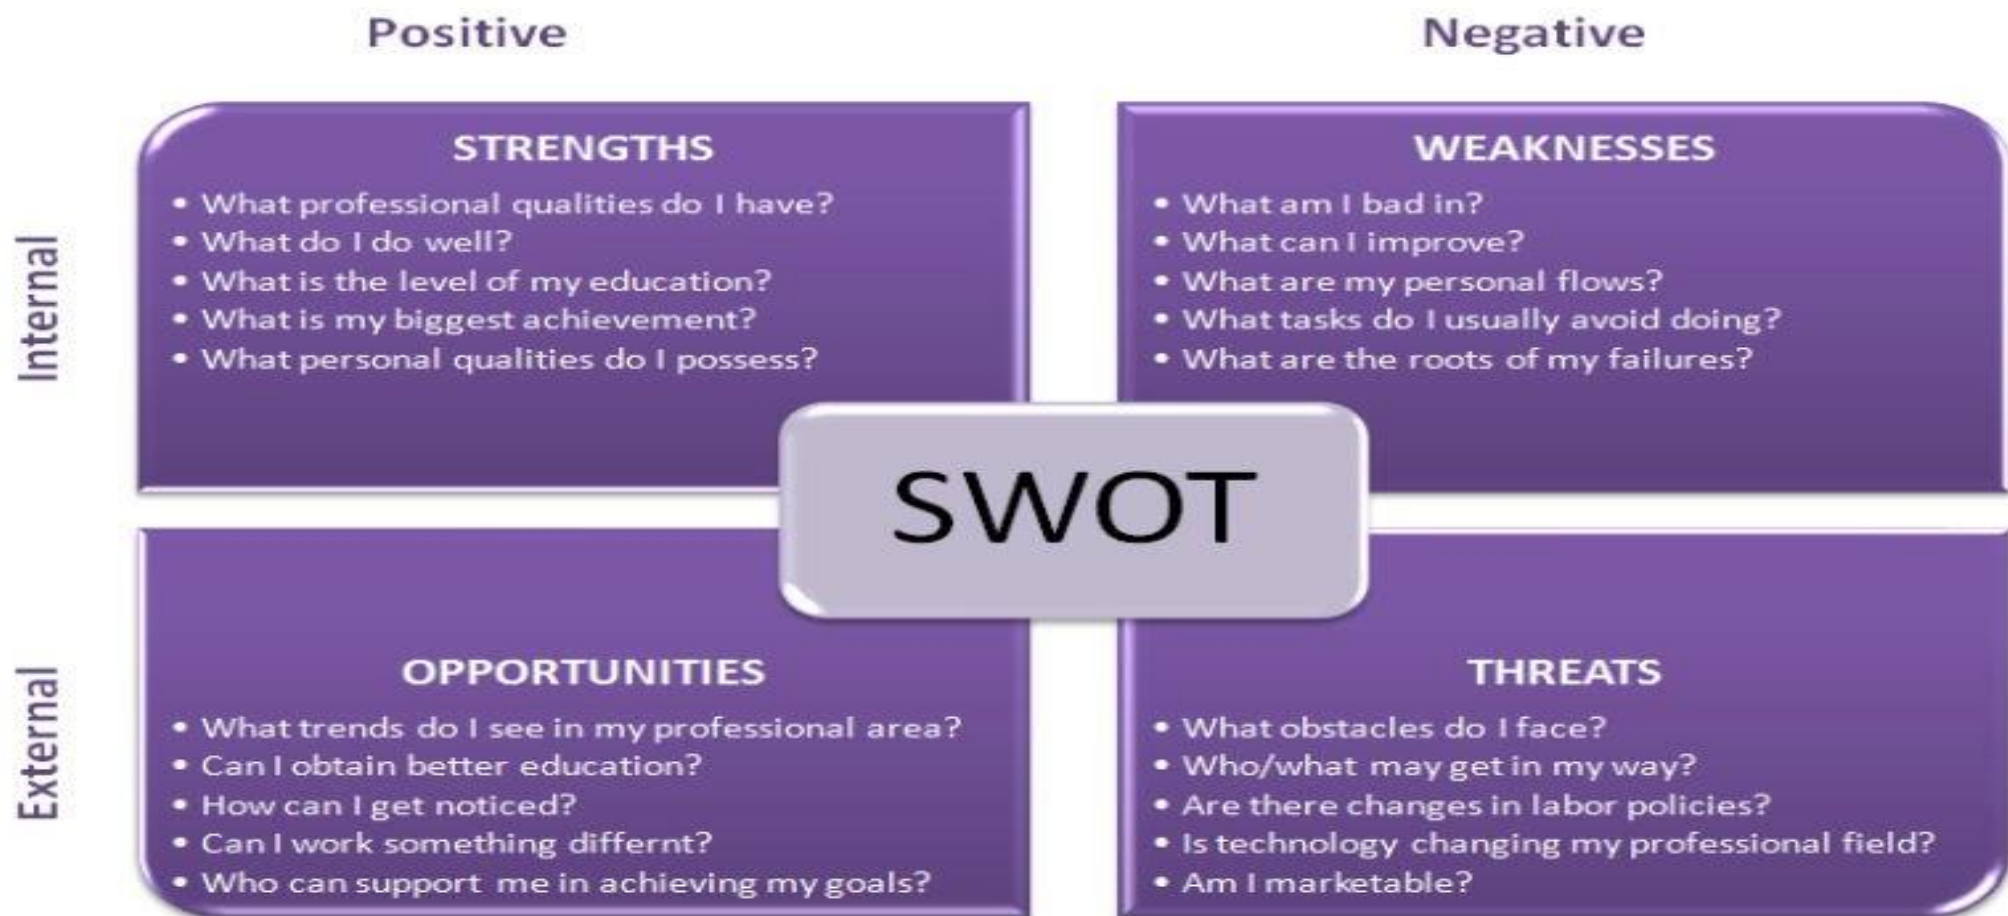 Positive
Negative
Internal
STRENGTHS
• What professional qualities do I have?
• What do I do well?
• What is the level of my education?
• What is my biggest achievement?
• What personal qualities do I possess?
WEAKNESSES
• What am I bad in?
• What can I improve?
• What are my personal flows?
• What tasks do I usually avoid doing?
• What are the roots of my failures?
SWOT
External
OPPORTUNITIES
• What trends do I see in my professional area?
• Can I obtain better education?
• How can I get noticed?
• Can I work something differnt?
• Who can support me in achieving my goals?
THREATS
• What obstacles do I face?
• Who/what may get in my way?
• Are there changes in labor policies?
• Is technology changing my professional field?
• Am I marketable?